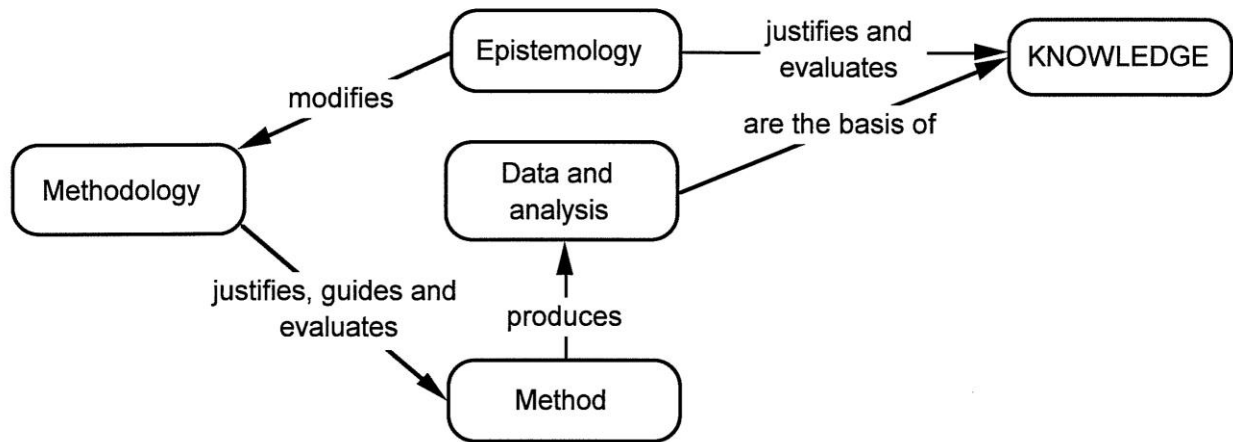 Epistemology
justifies and
evaluates
KNOWLEDGE
modifies
are the basis of
Methodology
Data and
analysis
justifies, guides and
evaluates
produces
Method